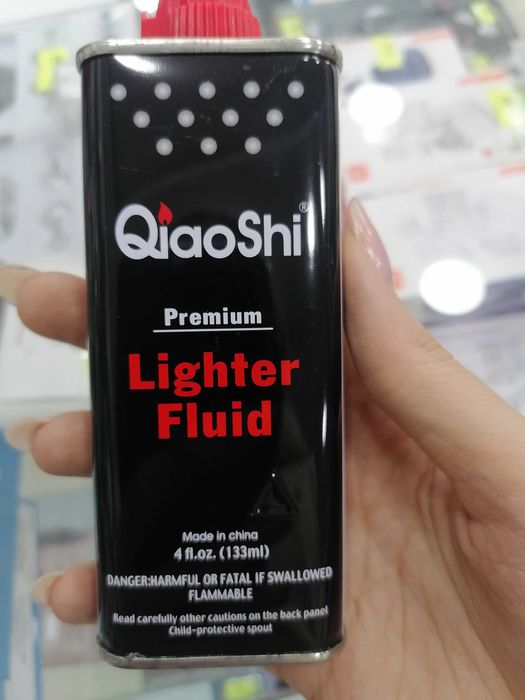 QiaoShi®
Premium
Lighter
Fluid
Made in china
4 fl.oz. (133ml)
DANGER:HARMFUL OR FATAL IF SWALLOWED
FLAMMABLE
Read carefully other cautions on the back panel
Child-protective spout